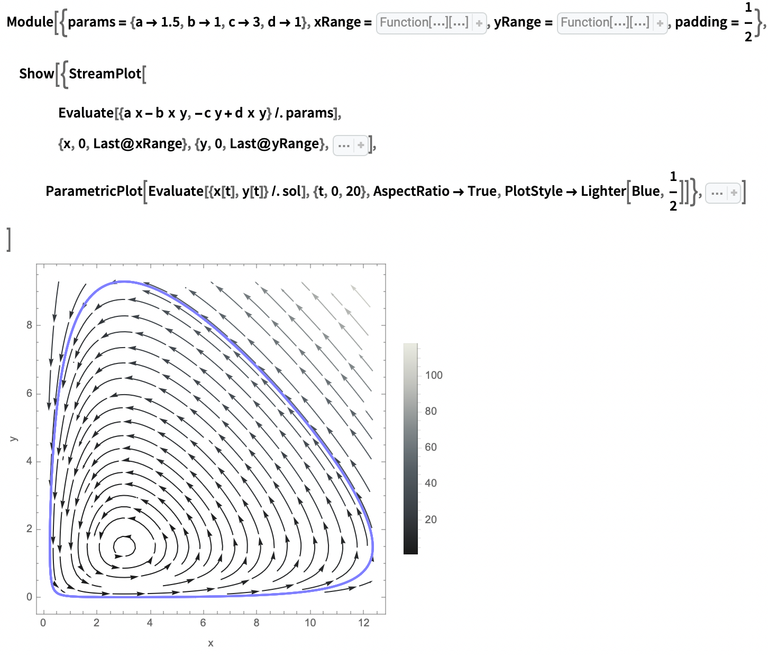 Module[{params = {a → 1.5, b → 1, c → 3, d → 1}, xRange = Function[...][...] +, yRange = Function[...][...] +, padding = 1/2},
Show[{StreamPlot[
Evaluate[{a x – b x y, – c y + d x y} /. params],
{x, 0, Last@xRange}, {y, 0, Last@yRange}, ... +],
ParametricPlot[Evaluate[{x[t], y[t]} /. sol], {t, 0, 20}, AspectRatio → True, PlotStyle → Lighter[Blue, 1/2]]}, ... +]
]
8
6
4
2
0
y
0 2 4 6 8 10 12
x
100
80
60
40
20